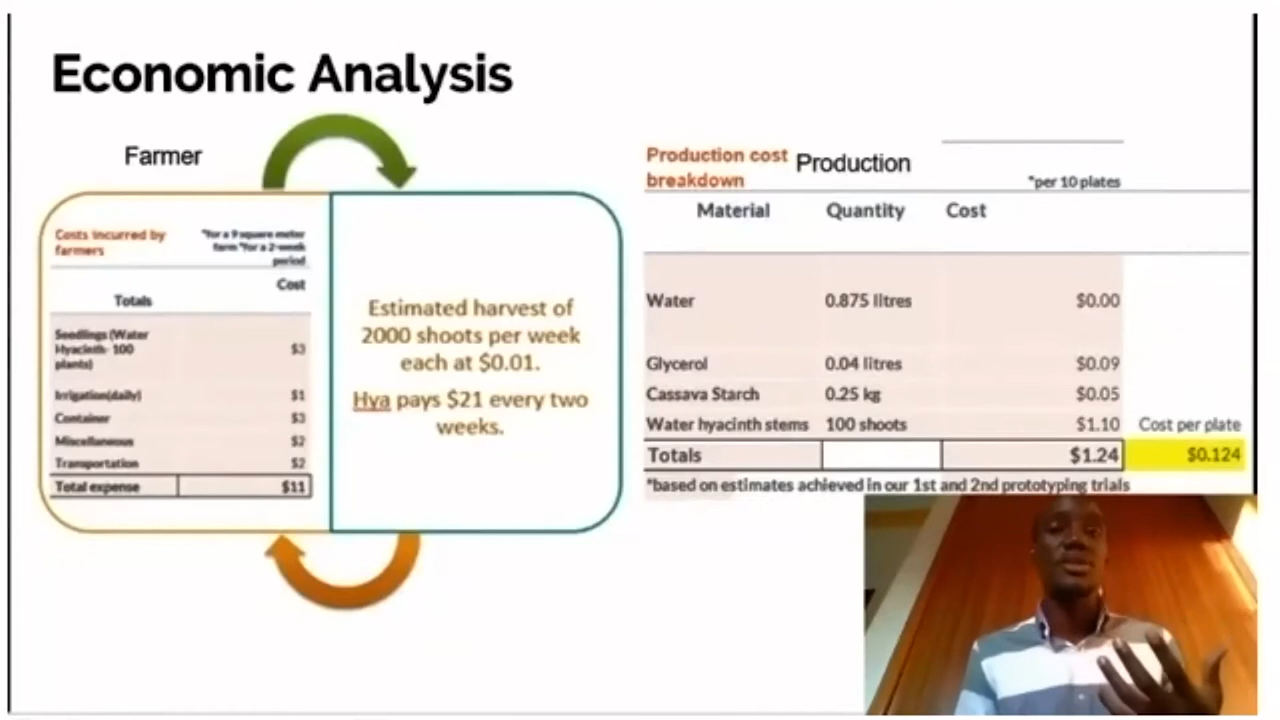 Economic Analysis
Farmer
Costs incurred by
farmers
*for a 9 square meter
farm *for a 2-week
period
Cost
Totals
Seedlings (Water
Hyacinth- 100
plants)
$3
Irrigation(daily) $1
Container $3
Miscellaneous $2
Transportation $2
Total expense $11
Estimated harvest of
2000 shoots per week
each at $0.01.
Hya pays $21 every two
weeks.
Production cost
breakdown
Production
*per 10 plates
Material Quantity Cost
Water 0.875 litres $0.00
Glycerol 0.04 litres $0.09
Cassava Starch 0.25 kg $0.05
Water hyacinth stems 100 shoots $1.10 Cost per plate
Totals $1.24 $0.124
*based on estimates achieved in our 1st and 2nd prototyping trials